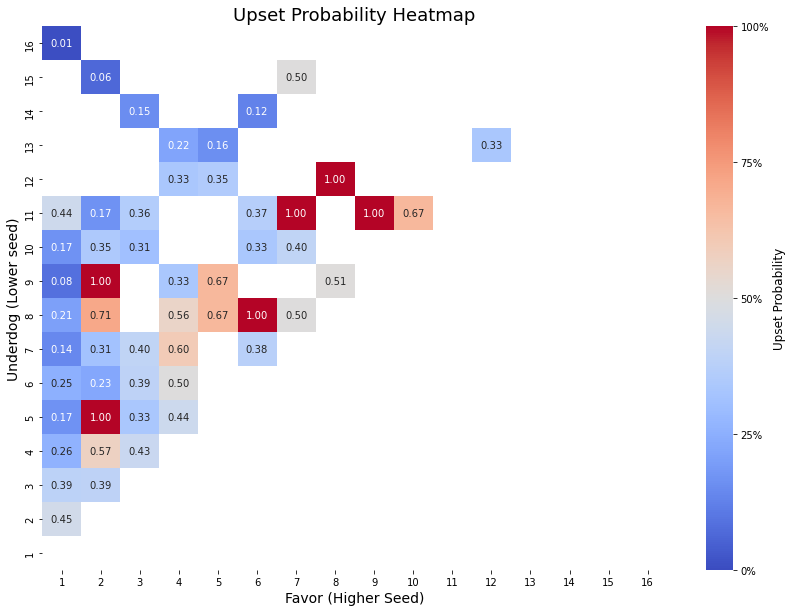 Upset Probability Heatmap
Underdog (Lower seed)
16 0.01
15 0.06 0.50
14 0.15 0.12
13 0.22 0.16 0.33
12 0.33 0.35 1.00
11 0.44 0.17 0.36 0.37 1.00 1.00 0.67
10 0.17 0.35 0.31 0.33 0.40
9 0.08 1.00 0.33 0.67 0.51
8 0.21 0.71 0.56 0.67 1.00 0.50
7 0.14 0.31 0.40 0.60 0.38
6 0.25 0.23 0.39 0.50
5 0.17 1.00 0.33 0.44
4 0.26 0.57 0.43
3 0.39 0.39
2 0.45
1
1 2 3 4 5 6 7 8 9 10 11 12 13 14 15 16
Favor (Higher Seed)
100%
75%
50%
25%
0%
Upset Probability